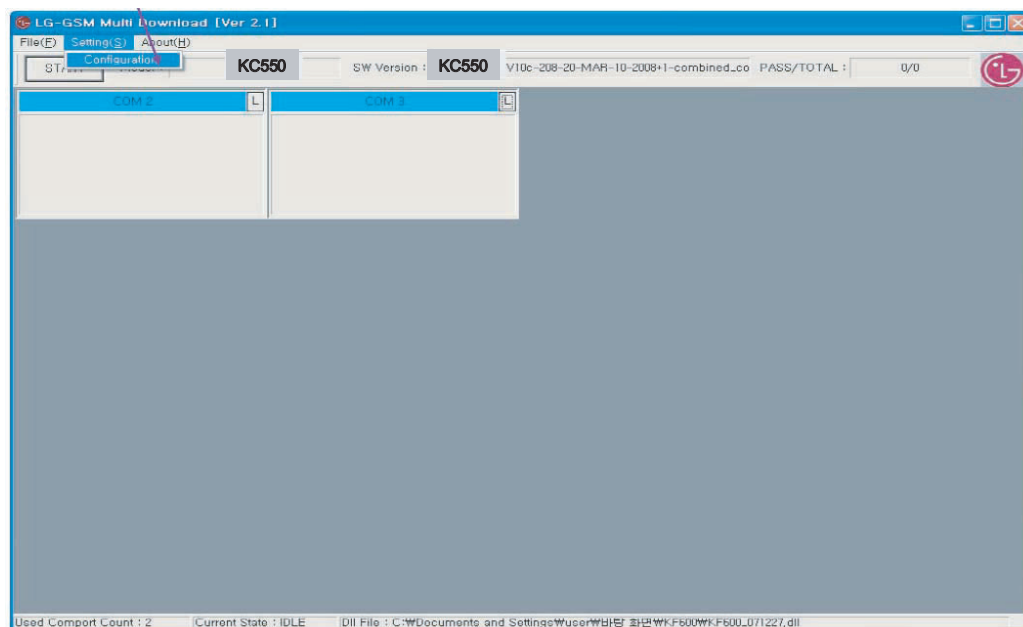 LG-GSM Multi Download [Ver 2.1]
File(F) Setting(S) About(H)
Configuration
KC550 SW Version : KC550 V10c-208-20-MAR-10-2008+1-combined_co PASS/TOTAL : 0/0
LG
COM 2 L COM 3 L
Used Comport Count : 2 Current State : IDLE Dll File : C:₩Documents and Settings₩user₩바탕 화면₩KF600₩KF600_071227.dll